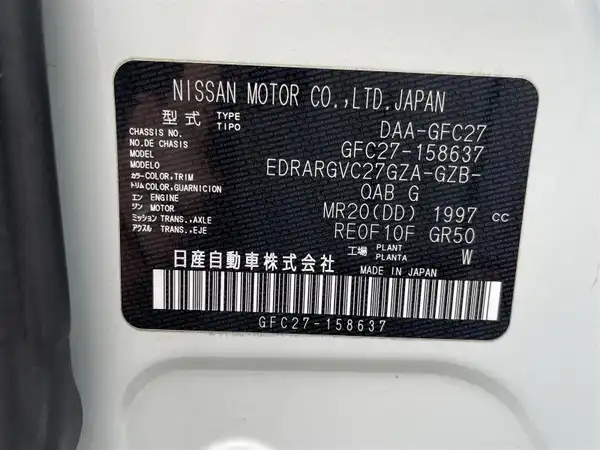 NISSAN MOTOR CO.,LTD.JAPAN
型式 TYPE TIPO DAA-GFC27
CHASSIS NO. NO.DE CHASIS GFC27-158637
MODEL MODELO EDRARGVC27GZA-GZB-
カラー COLOR,TRIM トリム COLOR,GUARNICION QAB G
エン ジン ENGINE MOTOR MR20(DD) 1997 cc
ミッション TRANS.,AXLE アクスル TRANS.,EJE RE0F10F GR50
工場 PLANT PLANTA W
日産自動車株式会社 MADE IN JAPAN
GFC27-158637